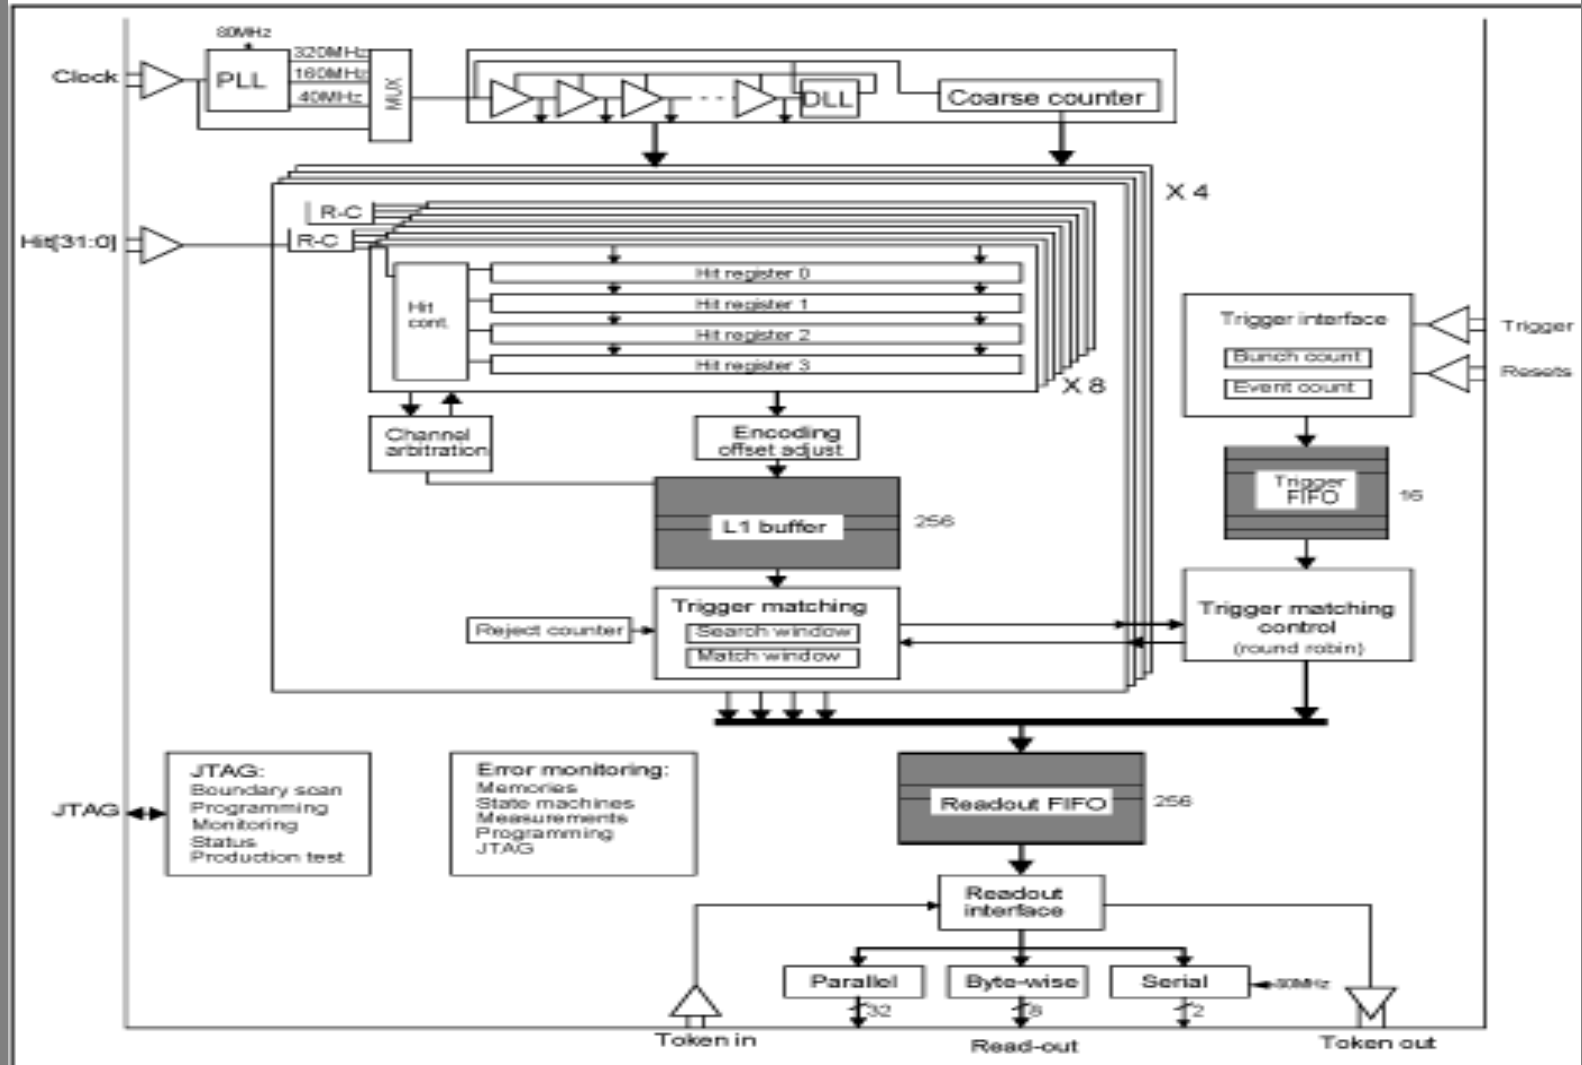 80MHz
Clock
PLL
320MHz
160MHz
40MHz
MUX
DLL
Coarse counter
X 4
R-C
R-C
Hit[31:0]
Hit
cont.
Hit register 0
Hit register 1
Hit register 2
Hit register 3
X 8
Trigger interface
Bunch count
Event count
Trigger
Resets
Channel
arbitration
Encoding
offset adjust
L1 buffer
256
Trigger
FIFO
16
Reject counter
Trigger matching
Search window
Match window
Trigger matching
control
(round robin)
JTAG
JTAG:
Boundary scan
Programming
Monitoring
Status
Production test
Error monitoring:
Memories
State machines
Measurements
Programming
JTAG
Readout FIFO
256
Readout
interface
Parallel
Byte-wise
Serial
80MHz
32
8
2
Token in
Read-out
Token out